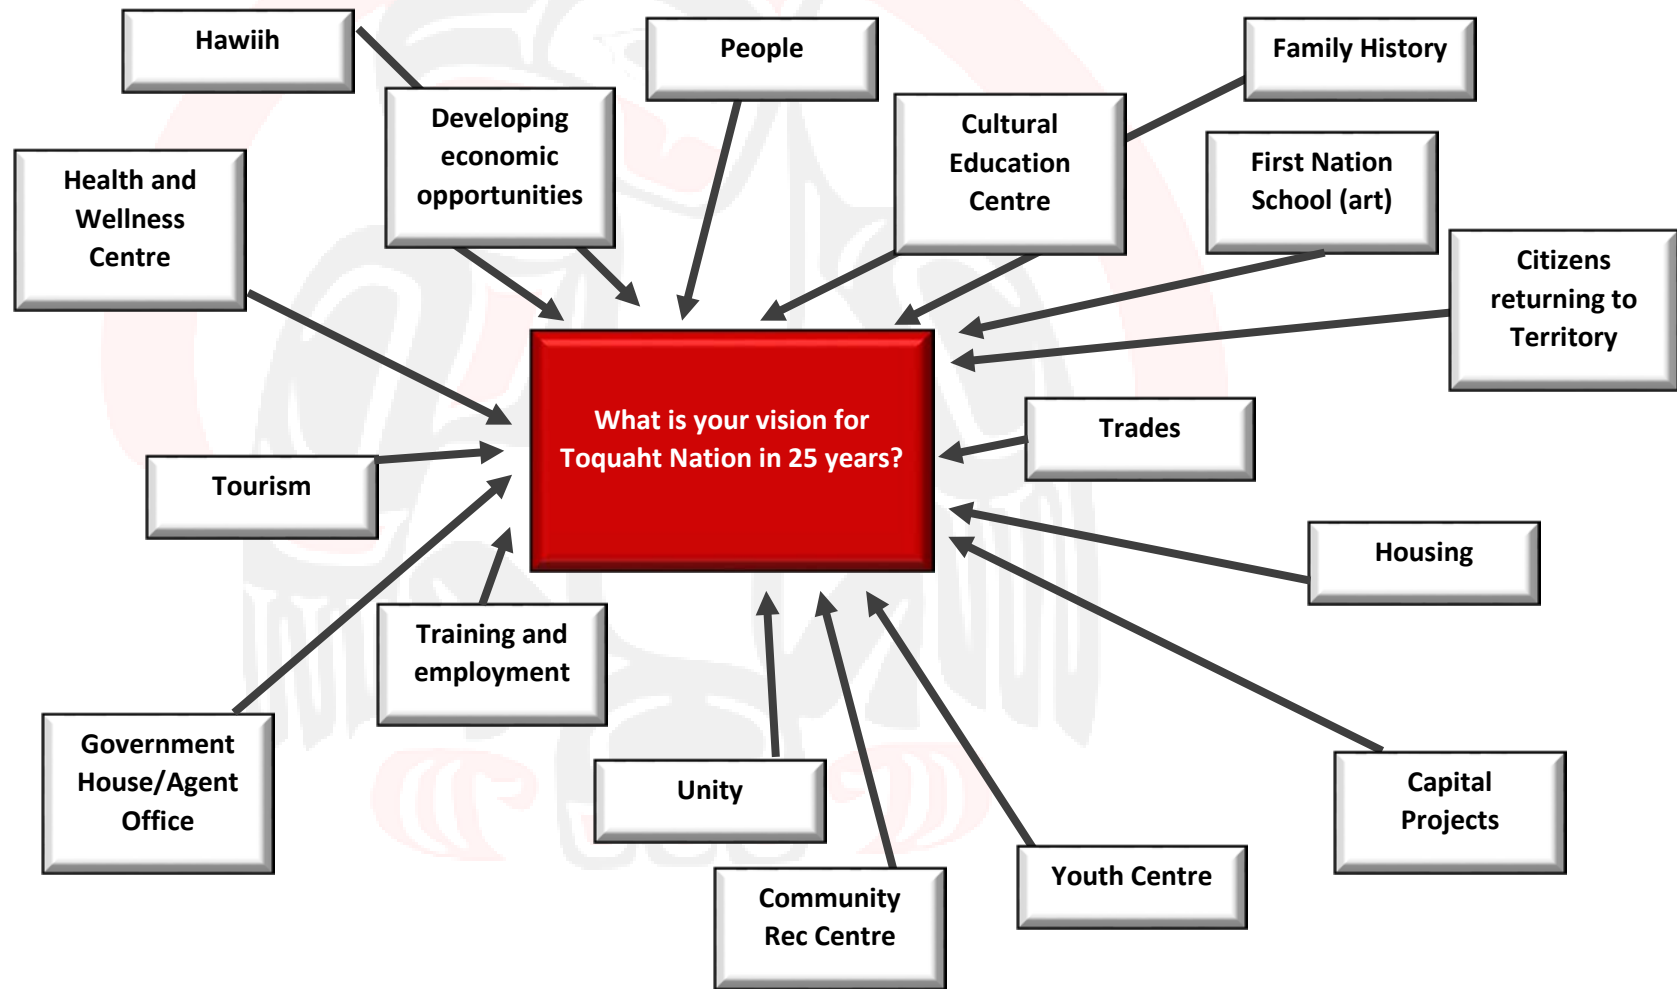 Hawiih
People
Family History
Developing
economic
opportunities
Cultural
Education
Centre
First Nation
School (art)
Health and
Wellness
Centre
Citizens
returning to
Territory
What is your vision for
Toquaht Nation in 25 years?
Trades
Tourism
Housing
Training and
employment
Government
House/Agent
Office
Unity
Capital
Projects
Youth Centre
Community
Rec Centre